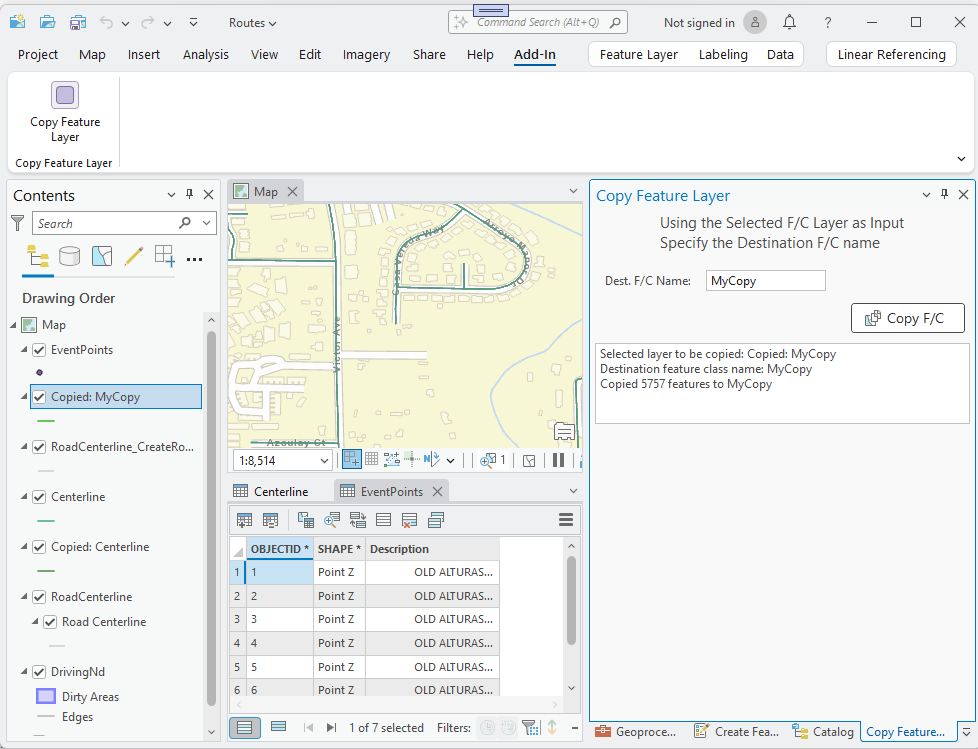 Routes
Command Search (Alt+Q)
Not signed in
?
Project
Map
Insert
Analysis
View
Edit
Imagery
Share
Help
Add-In
Feature Layer
Labeling
Data
Linear Referencing
Copy Feature
Layer
Copy Feature Layer
Contents
Search
Drawing Order
Map
EventPoints
Copied: MyCopy
RoadCenterline_CreateRo...
Centerline
Copied: Centerline
RoadCenterline
Road Centerline
DrivingNd
Dirty Areas
Edges
Map
Casa Vereda Way
Victor Ave
Azoulay Ct
1:8,514
1
Centerline
EventPoints
OBJECTID * SHAPE * Description
1 1 Point Z OLD ALTURAS...
2 2 Point Z OLD ALTURAS...
3 3 Point Z OLD ALTURAS...
4 4 Point Z OLD ALTURAS...
5 5 Point Z OLD ALTURAS...
6 6 Point Z OLD ALTURAS...
1 of 7 selected
Filters:
Copy Feature Layer
Using the Selected F/C Layer as Input
Specify the Destination F/C name
Dest. F/C Name: MyCopy
Copy F/C
Selected layer to be copied: Copied: MyCopy
Destination feature class name: MyCopy
Copied 5757 features to MyCopy
Geoproce...
Create Fea...
Catalog
Copy Feature...